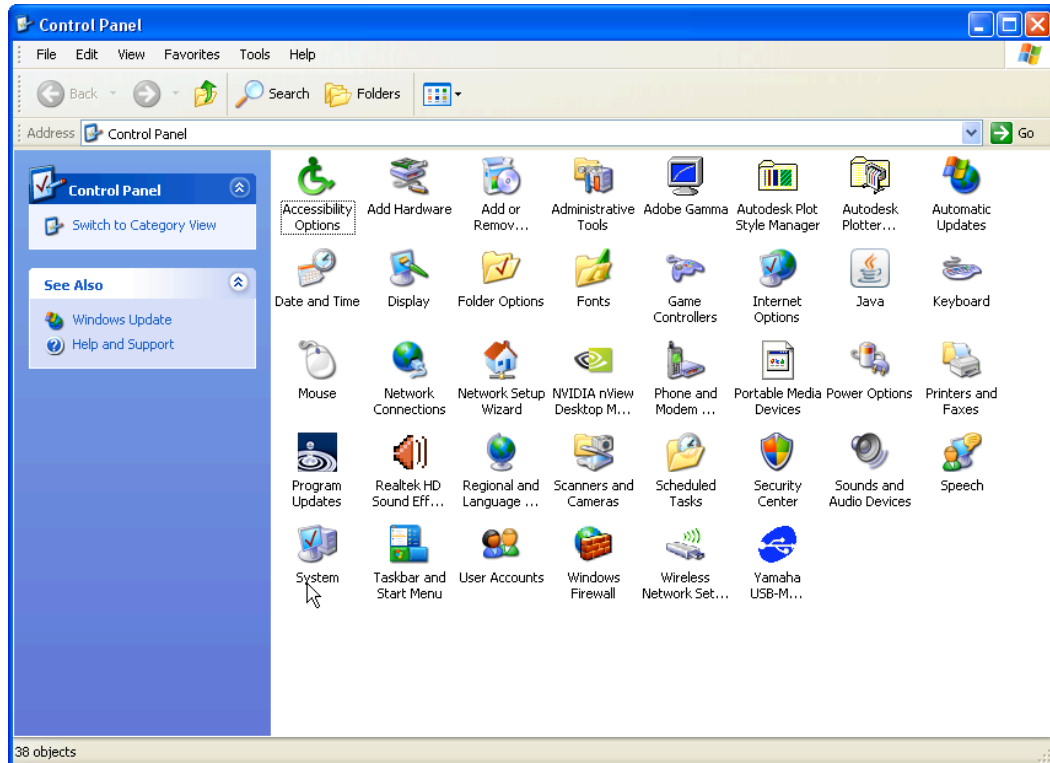 Control Panel
File Edit View Favorites Tools Help
Back Search Folders
Address Control Panel Go
Control Panel
Switch to Category View
See Also
Windows Update
Help and Support
Accessibility Options
Add Hardware
Add or Remov...
Administrative Tools
Adobe Gamma
Autodesk Plot Style Manager
Autodesk Plotter...
Automatic Updates
Date and Time
Display
Folder Options
Fonts
Game Controllers
Internet Options
Java
Keyboard
Mouse
Network Connections
Network Setup Wizard
NVIDIA nView Desktop M...
Phone and Modem ...
Portable Media Devices
Power Options
Printers and Faxes
Program Updates
Realtek HD Sound Eff...
Regional and Language ...
Scanners and Cameras
Scheduled Tasks
Security Center
Sounds and Audio Devices
Speech
System
Taskbar and Start Menu
User Accounts
Windows Firewall
Wireless Network Set...
Yamaha USB-M...
38 objects